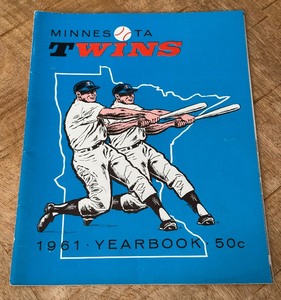 MINNESOTA
TWINS
1961 · YEARBOOK · 50c